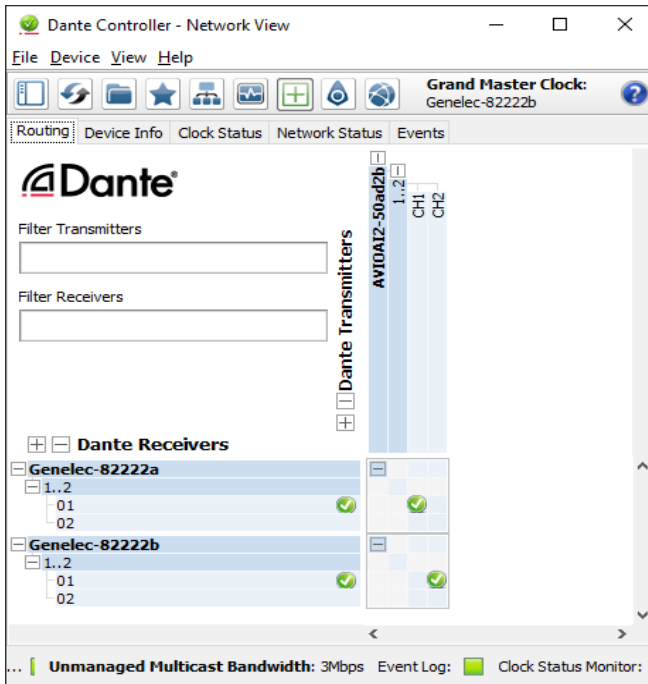 Dante Controller - Network View
File Device View Help
Grand Master Clock:
Genelec-82222b
Routing Device Info Clock Status Network Status Events
Dante®
Filter Transmitters
Filter Receivers
Dante Transmitters
AVIOAI2-50ad2b
1..2
CH1
CH2
Dante Receivers
Genelec-82222a
1..2
01
02
Genelec-82222b
1..2
01
02
... Unmanaged Multicast Bandwidth: 3Mbps Event Log: Clock Status Monitor: